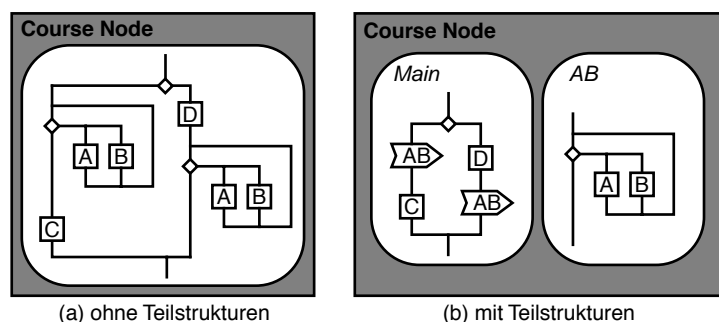 Course Node
D
A B
A B
C
(a) ohne Teilstrukturen
Course Node
Main
AB
AB
D
C
AB
A B
(b) mit Teilstrukturen